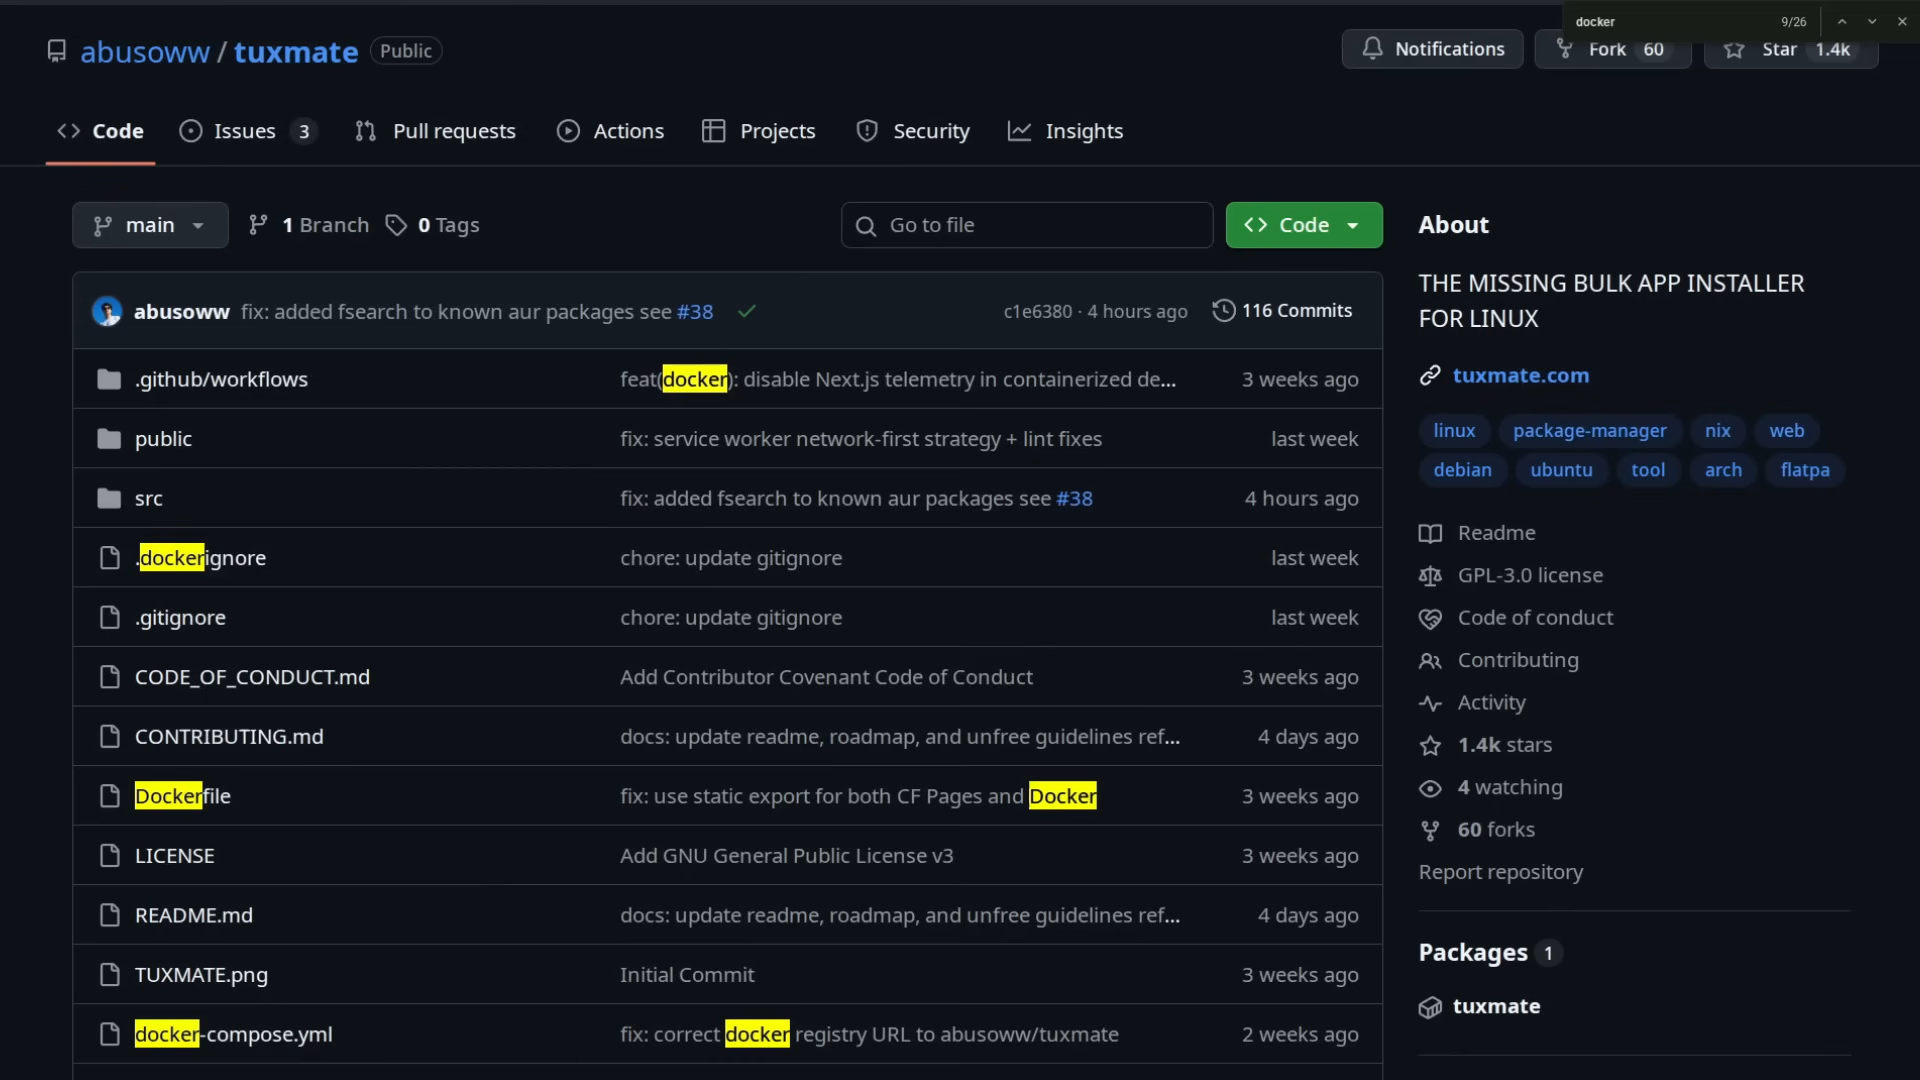 docker 9/26
abusoww / tuxmate Public
Notifications Fork 60 Star 1.4k
Code Issues 3 Pull requests Actions Projects Security Insights
main 1 Branch 0 Tags Go to file Code
abusoww fix: added fsearch to known aur packages see #38 c1e6380 · 4 hours ago 116 Commits
.github/workflows feat(docker): disable Next.js telemetry in containerized de... 3 weeks ago
public fix: service worker network-first strategy + lint fixes last week
src fix: added fsearch to known aur packages see #38 4 hours ago
.dockerignore chore: update gitignore last week
.gitignore chore: update gitignore last week
CODE_OF_CONDUCT.md Add Contributor Covenant Code of Conduct 3 weeks ago
CONTRIBUTING.md docs: update readme, roadmap, and unfree guidelines ref... 4 days ago
Dockerfile fix: use static export for both CF Pages and Docker 3 weeks ago
LICENSE Add GNU General Public License v3 3 weeks ago
README.md docs: update readme, roadmap, and unfree guidelines ref... 4 days ago
TUXMATE.png Initial Commit 3 weeks ago
docker-compose.yml fix: correct docker registry URL to abusoww/tuxmate 2 weeks ago
About
THE MISSING BULK APP INSTALLER
FOR LINUX
tuxmate.com
linux package-manager nix web
debian ubuntu tool arch flatpa
Readme
GPL-3.0 license
Code of conduct
Contributing
Activity
1.4k stars
4 watching
60 forks
Report repository
Packages 1
tuxmate